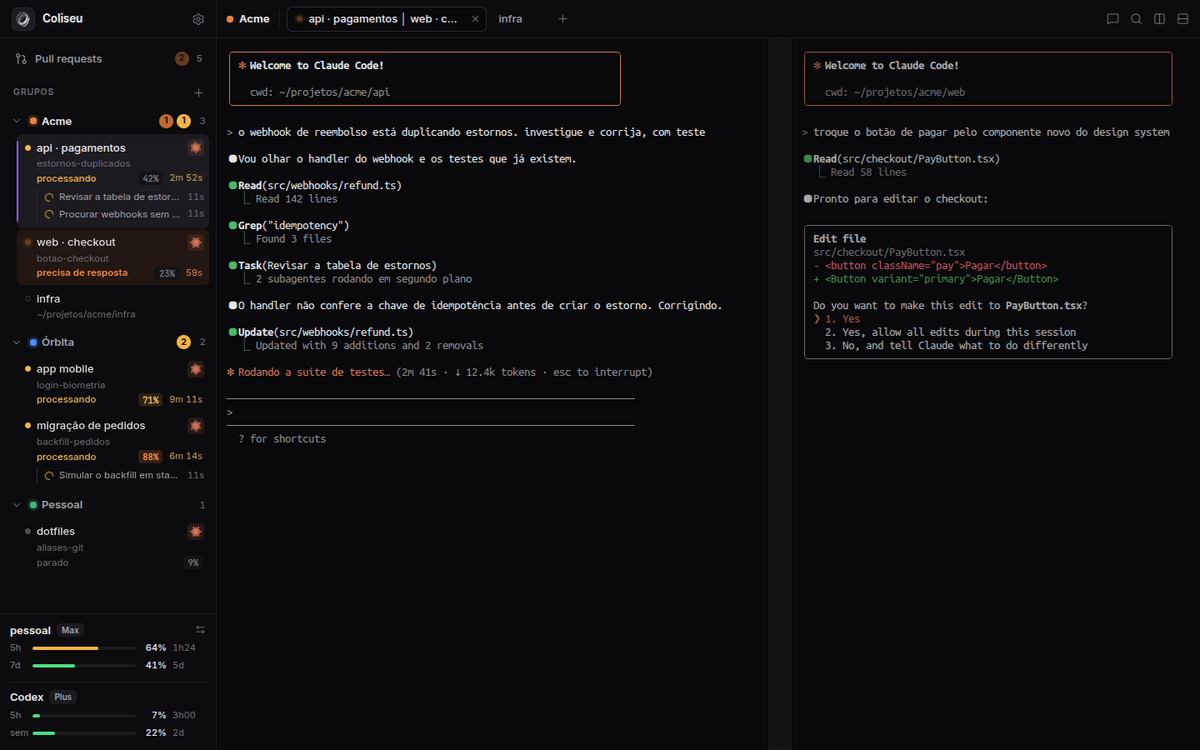 Coliseu
Pull requests 2 5
GRUPOS
Acme 1 1 3
api · pagamentos
estornos-duplicados
processando 42% 2m 52s
Revisar a tabela de estor... 11s
Procurar webhooks sem ... 11s
web · checkout
botao-checkout
precisa de resposta 23% 59s
infra
~/projetos/acme/infra
Órbita 2 2
app mobile
login-biometria
processando 71% 9m 11s
migração de pedidos
backfill-pedidos
processando 88% 6m 14s
Simular o backfill em sta... 11s
Pessoal 1
dotfiles
aliases-git
parado 9%
pessoal Max
5h 64% 1h24
7d 41% 5d
Codex Plus
5h 7% 3h00
sem 22% 2d
Acme api · pagamentos | web · c... × infra +
✻ Welcome to Claude Code!
cwd: ~/projetos/acme/api
> o webhook de reembolso está duplicando estornos. investigue e corrija, com teste
Vou olhar o handler do webhook e os testes que já existem.
Read(src/webhooks/refund.ts)
Read 142 lines
Grep("idempotency")
Found 3 files
Task(Revisar a tabela de estornos)
2 subagentes rodando em segundo plano
O handler não confere a chave de idempotência antes de criar o estorno. Corrigindo.
Update(src/webhooks/refund.ts)
Updated with 9 additions and 2 removals
✻ Rodando a suite de testes… (2m 41s · ↓ 12.4k tokens · esc to interrupt)
>
? for shortcuts
✻ Welcome to Claude Code!
cwd: ~/projetos/acme/web
> troque o botão de pagar pelo componente novo do design system
Read(src/checkout/PayButton.tsx)
Read 58 lines
Pronto para editar o checkout:
Edit file
src/checkout/PayButton.tsx
- <button className="pay">Pagar</button>
+ <Button variant="primary">Pagar</Button>
Do you want to make this edit to PayButton.tsx?
❯ 1. Yes
2. Yes, allow all edits during this session
3. No, and tell Claude what to do differently